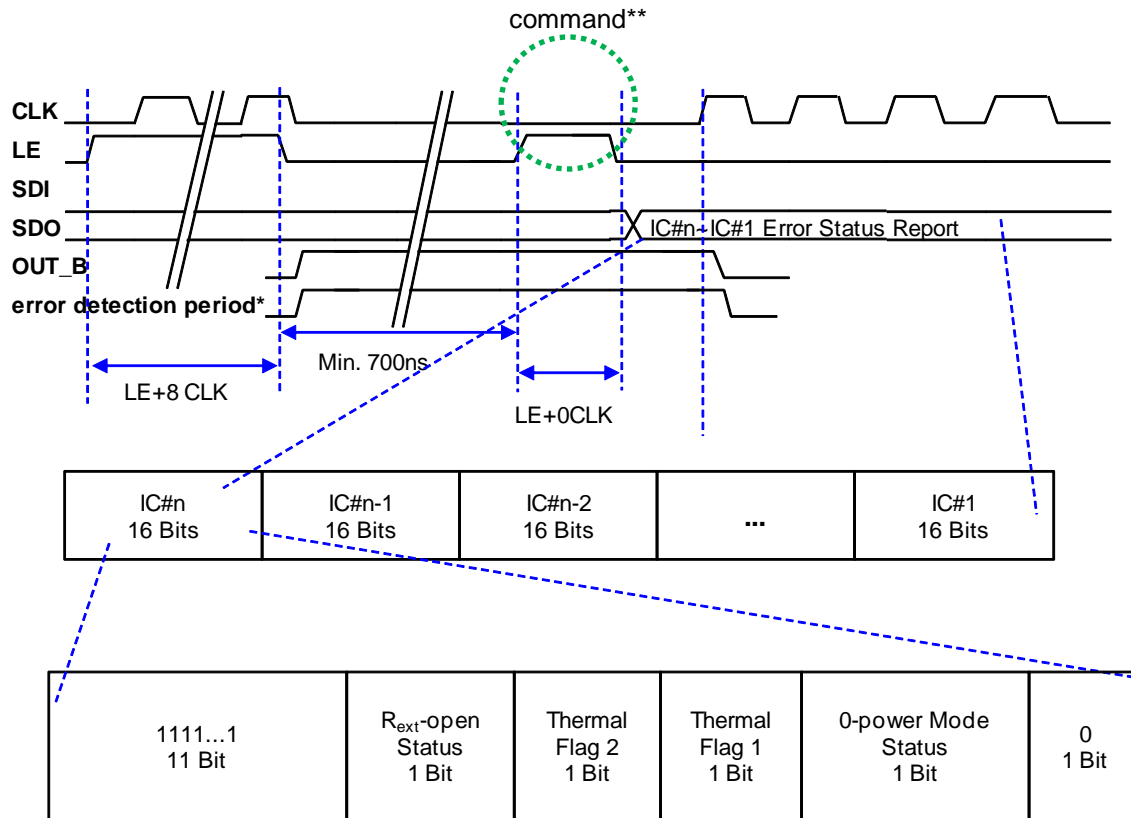 command**
CLK
LE
SDI
SDO
IC#n~IC#1 Error Status Report
OUT_B
error detection period*
Min. 700ns
LE+8 CLK
LE+0CLK
IC#n
16 Bits
IC#n-1
16 Bits
IC#n-2
16 Bits
...
IC#1
16 Bits
1111...1
11 Bit
Rext-open
Status
1 Bit
Thermal
Flag 2
1 Bit
Thermal
Flag 1
1 Bit
0-power Mode
Status
1 Bit
0
1 Bit